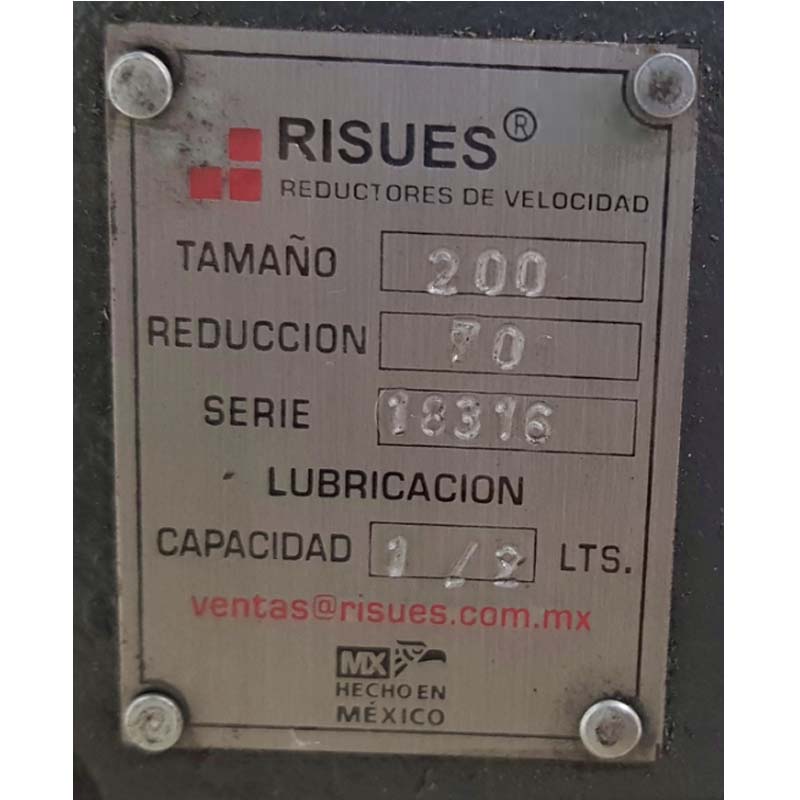 RISUES®
REDUCTORES DE VELOCIDAD
TAMAÑO 200
REDUCCION 70
SERIE 18316
LUBRICACION
CAPACIDAD 1/2 LTS.
ventas@risues.com.mx
MX
HECHO EN
MÉXICO